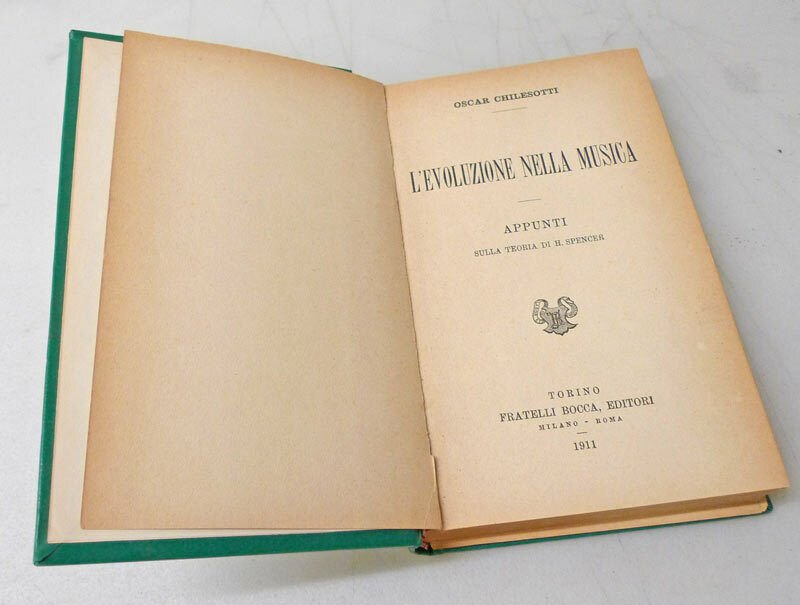 OSCAR CHILESOTTI
L'EVOLUZIONE NELLA MUSICA
APPUNTI
SULLA TEORIA DI H. SPENCER
TORINO
FRATELLI BOCCA, EDITORI
MILANO - ROMA
1911